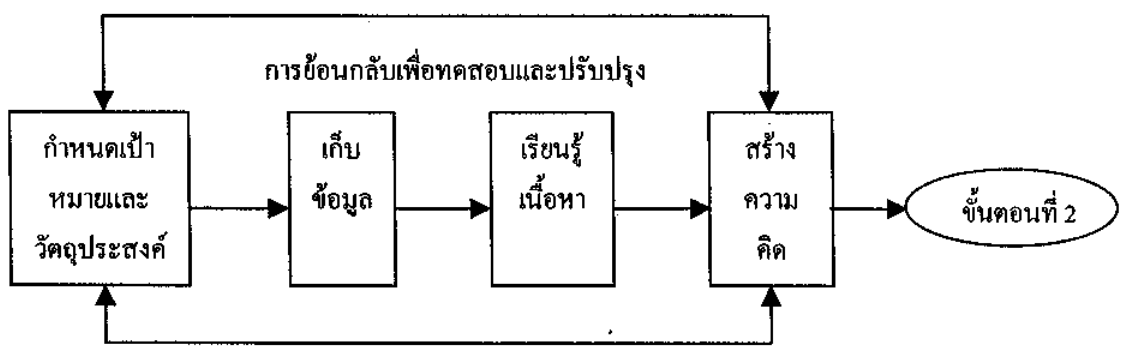 การย้อนกลับเพื่อทดสอบและปรับปรุง
กำหนดเป้า
หมายและ
วัตถุประสงค์
เก็บ
ข้อมูล
เรียนรู้
เนื้อหา
สร้าง
ความ
คิด
ขั้นตอนที่ 2